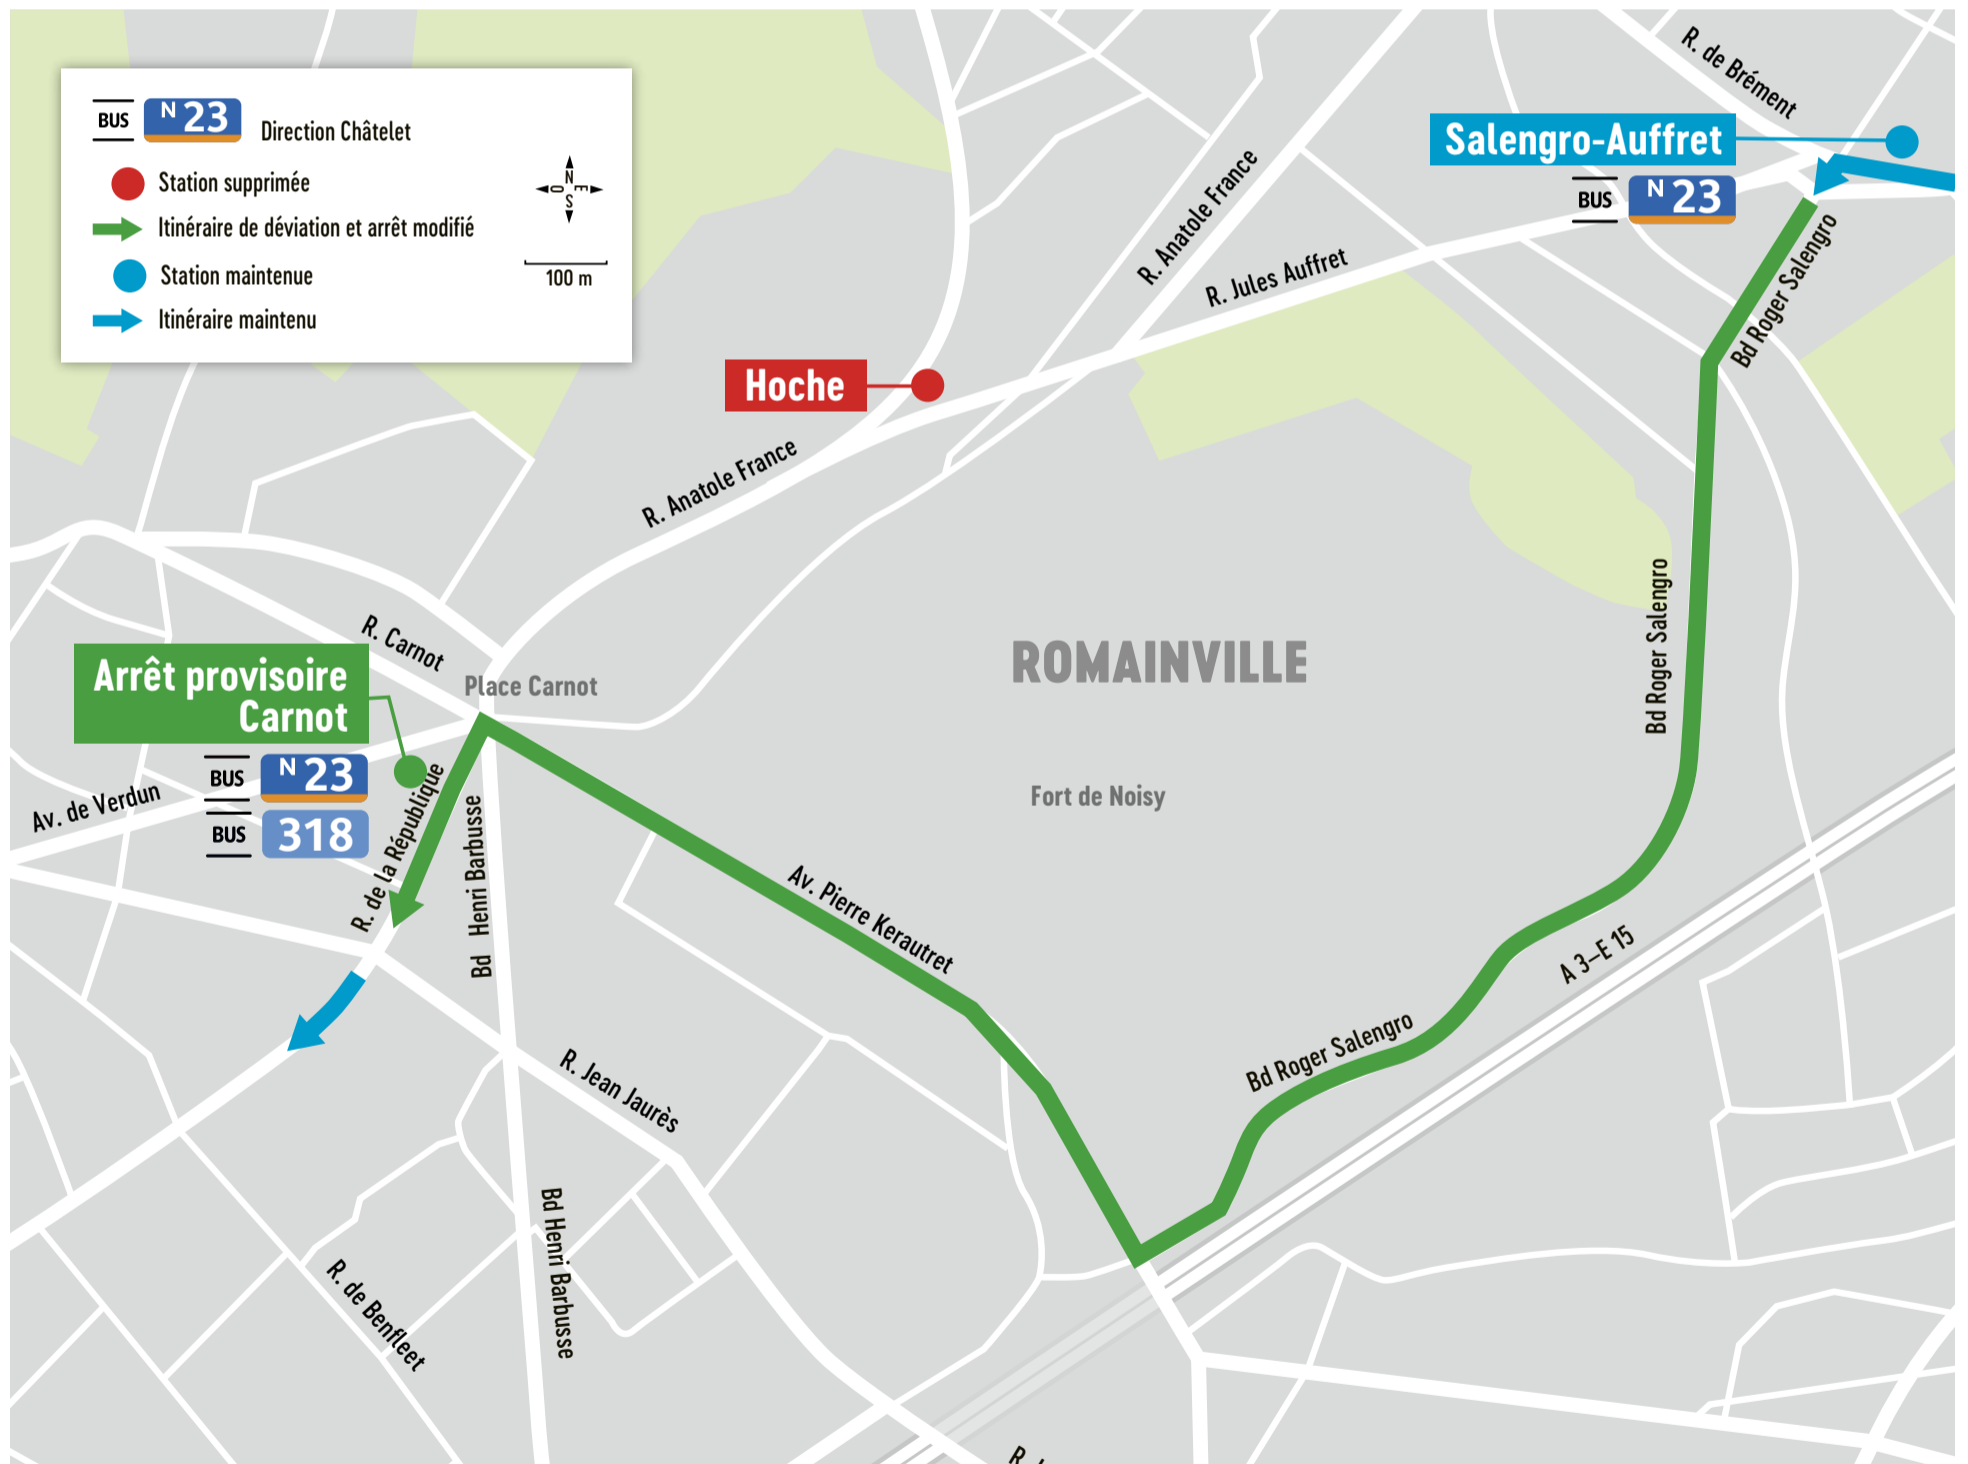 BUS N 23 Direction Châtelet
Station supprimée
Itinéraire de déviation et arrêt modifié
Station maintenue
Itinéraire maintenu
N
O E
S
100 m
R. de Brément
Salengro-Auffret
BUS N 23
R. Anatole France
R. Jules Auffret
Bd Roger Salengro
Hoche
R. Anatole France
R. Carnot
Arrêt provisoire
Carnot
Place Carnot
ROMAINVILLE
Bd Roger Salengro
BUS N 23
BUS 318
Av. de Verdun
R. de la République
Bd Henri Barbusse
Fort de Noisy
Av. Pierre Kerautret
A 3–E 15
Bd Roger Salengro
R. Jean Jaurès
Bd Henri Barbusse
R. de Benfleet